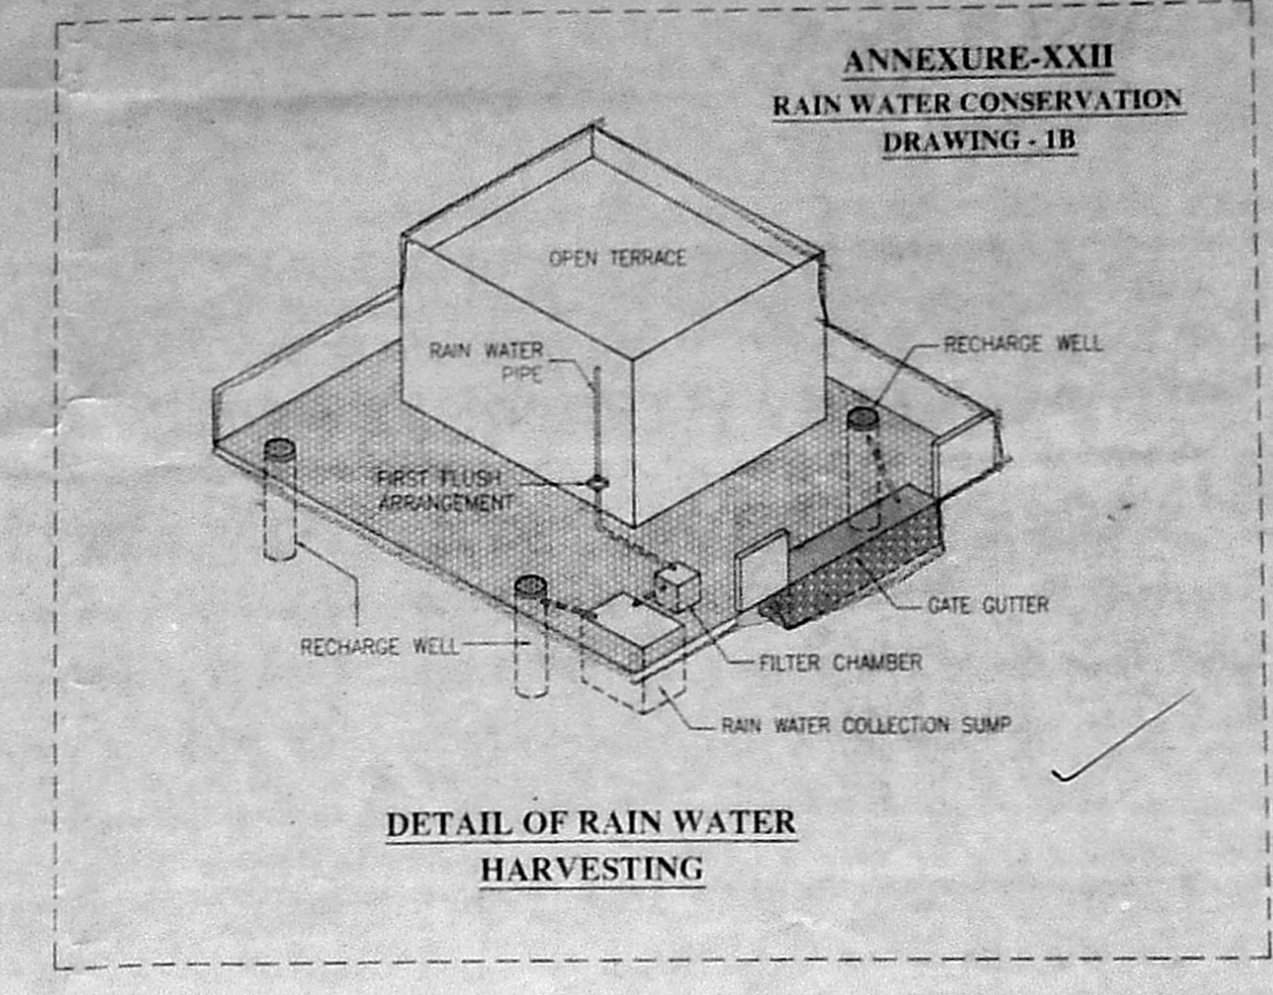 ANNEXURE-XXII
RAIN WATER CONSERVATION
DRAWING - 1B
OPEN TERRACE
RAIN WATER
PIPE
RECHARGE WELL
FIRST FLUSH
ARRANGEMENT
GATE GUTTER
RECHARGE WELL
FILTER CHAMBER
RAIN WATER COLLECTION SUMP
DETAIL OF RAIN WATER
HARVESTING